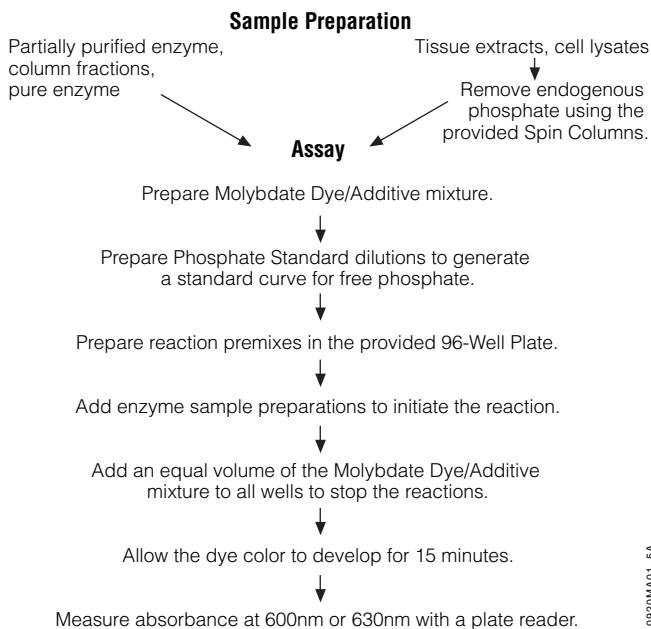 Sample Preparation
Partially purified enzyme,
column fractions,
pure enzyme
Tissue extracts, cell lysates
Remove endogenous
phosphate using the
provided Spin Columns.
Assay
Prepare Molybdate Dye/Additive mixture.
Prepare Phosphate Standard dilutions to generate
a standard curve for free phosphate.
Prepare reaction premixes in the provided 96-Well Plate.
Add enzyme sample preparations to initiate the reaction.
Add an equal volume of the Molybdate Dye/Additive
mixture to all wells to stop the reactions.
Allow the dye color to develop for 15 minutes.
Measure absorbance at 600nm or 630nm with a plate reader.
0920MA01_5A